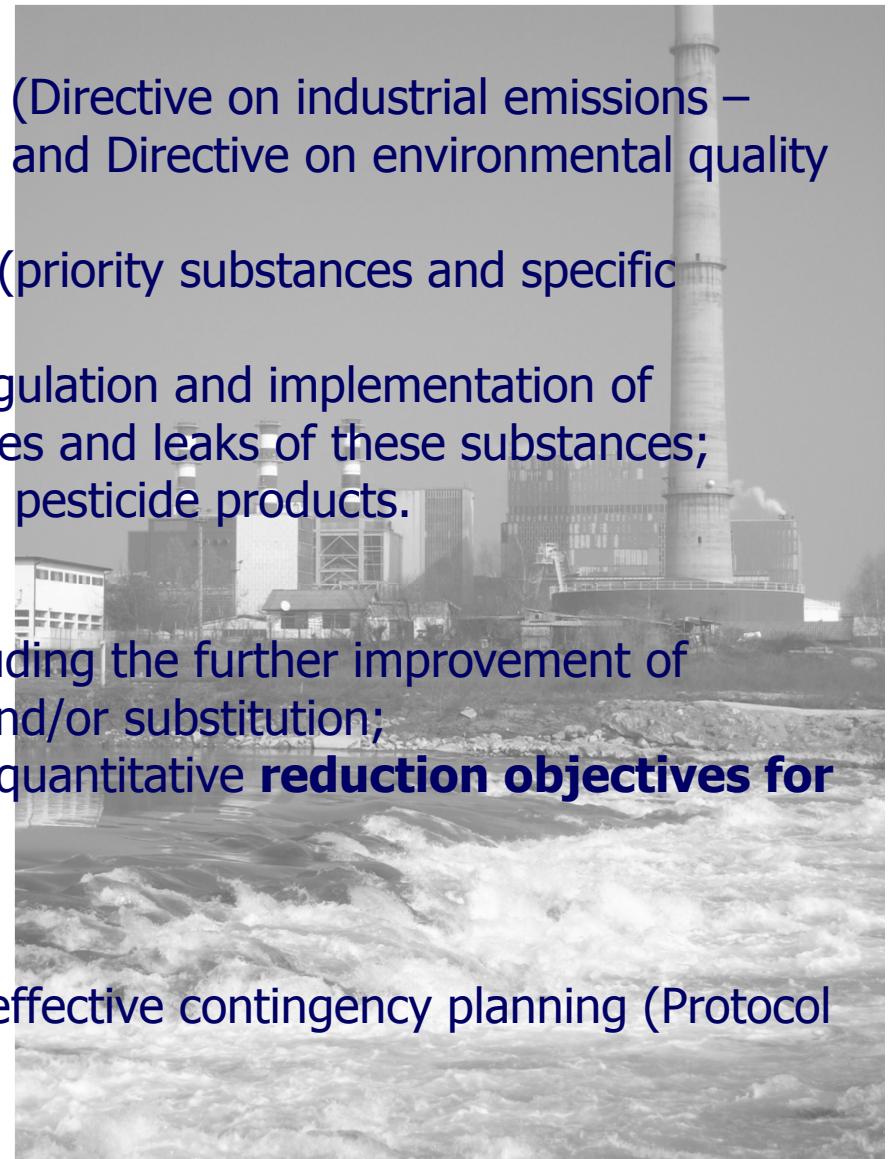 (Directive on industrial emissions –
and Directive on environmental quality
(priority substances and specific
gulation and implementation of
es and leaks of these substances;
pesticide products.
uding the further improvement of
nd/or substitution;
quantitative reduction objectives for
effective contingency planning (Protocol